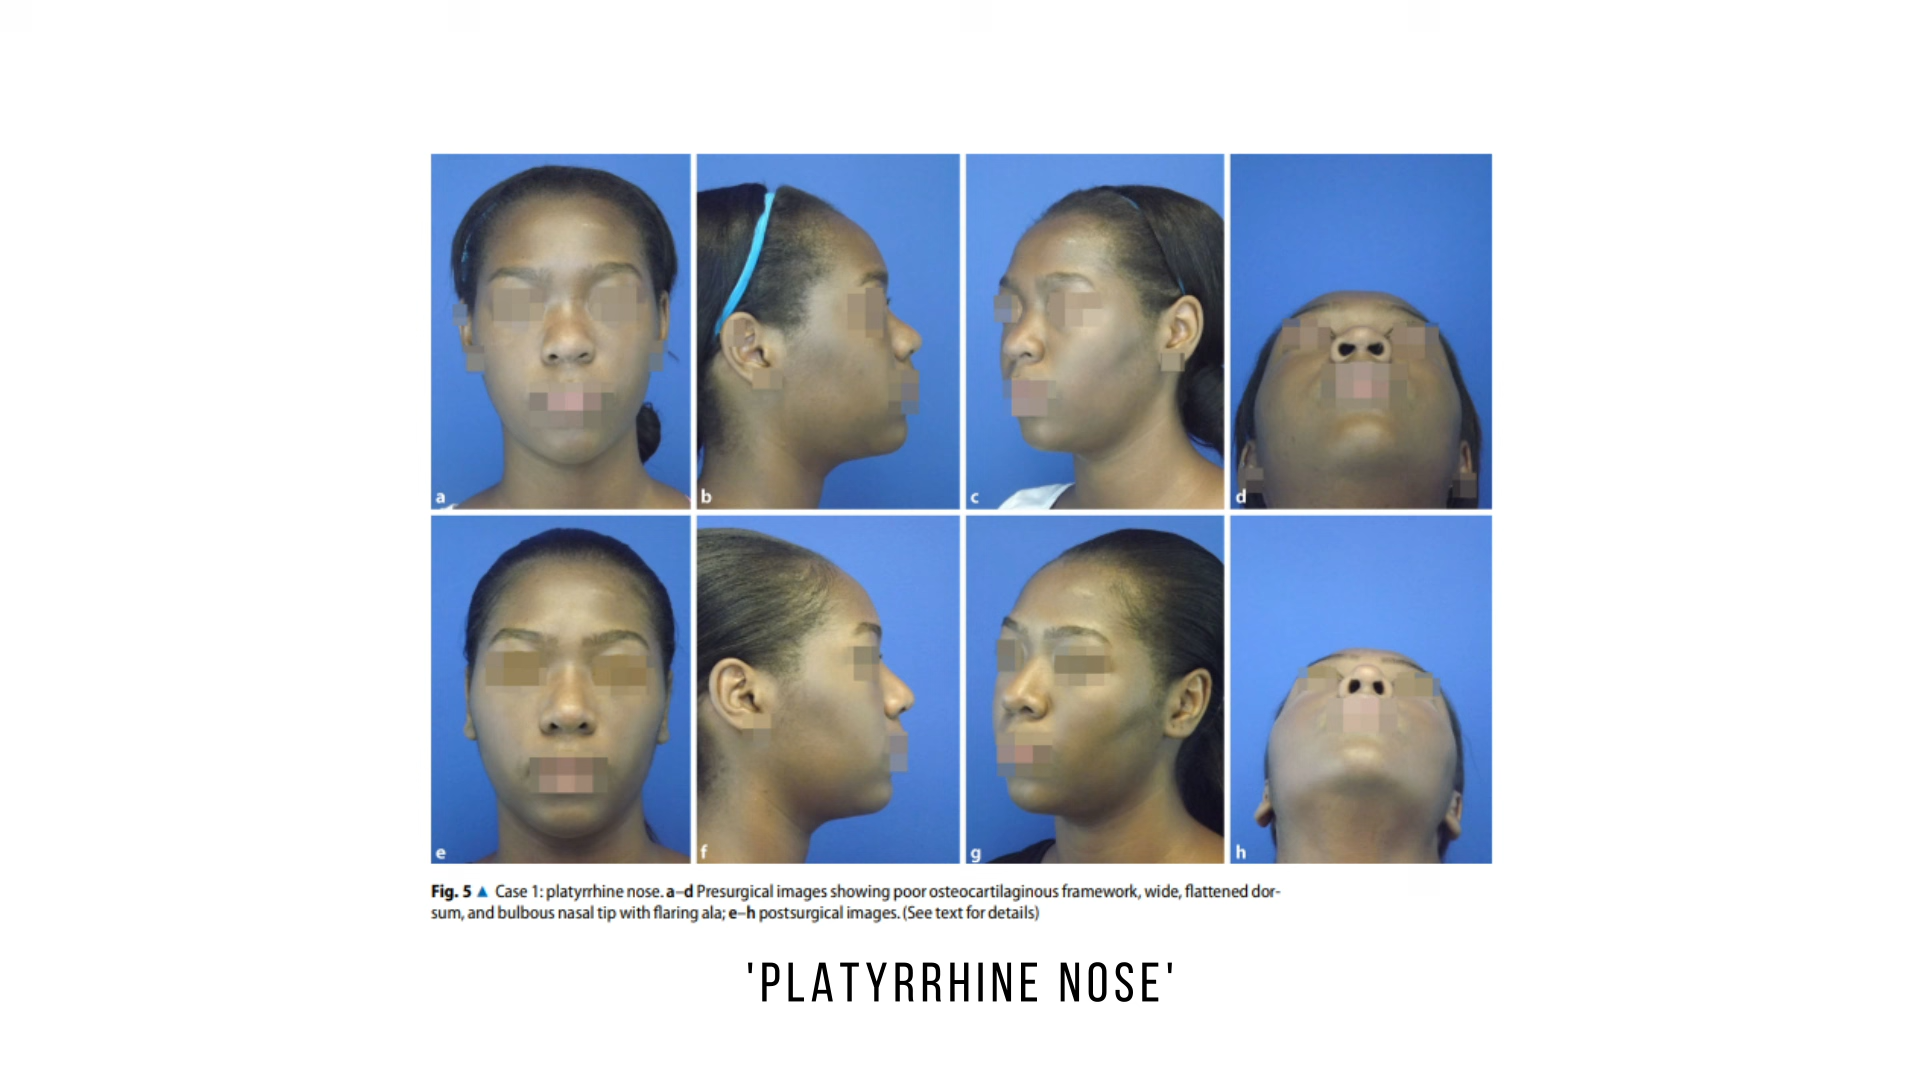 a b c d
e f g h
Fig. 5 ▲ Case 1: platyrrhine nose. a–d Presurgical images showing poor osteocartilaginous framework, wide, flattened dor-
sum, and bulbous nasal tip with flaring ala; e–h postsurgical images. (See text for details)
'PLATYRRHINE NOSE'